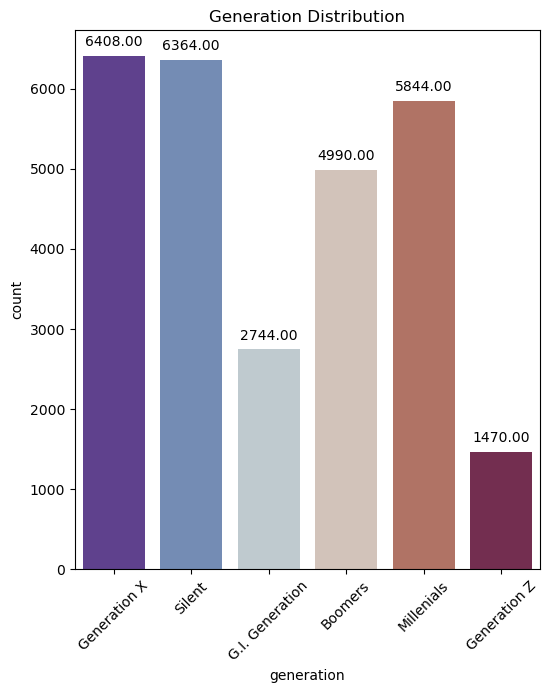 Generation Distribution
6408.00
6364.00
2744.00
4990.00
5844.00
1470.00
6000
5000
4000
3000
2000
1000
0
count
Generation X
Silent
G.I. Generation
Boomers
Millenials
Generation Z
generation